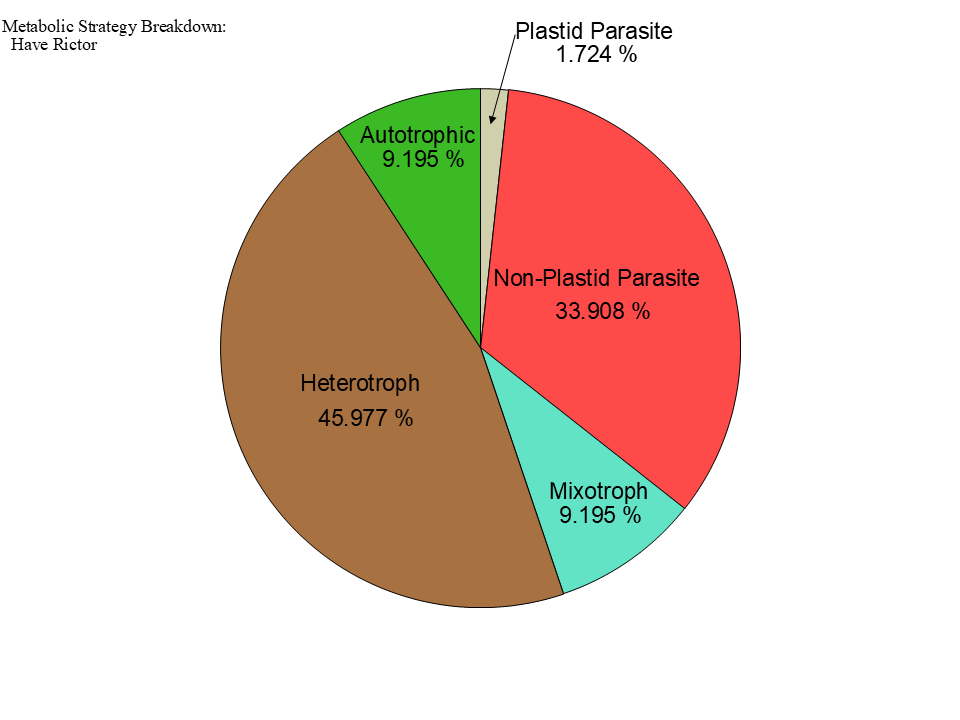 Metabolic Strategy Breakdown:
Have Rictor
Plastid Parasite
1.724 %
Autotrophic
9.195 %
Non-Plastid Parasite
33.908 %
Heterotroph
45.977 %
Mixotroph
9.195 %